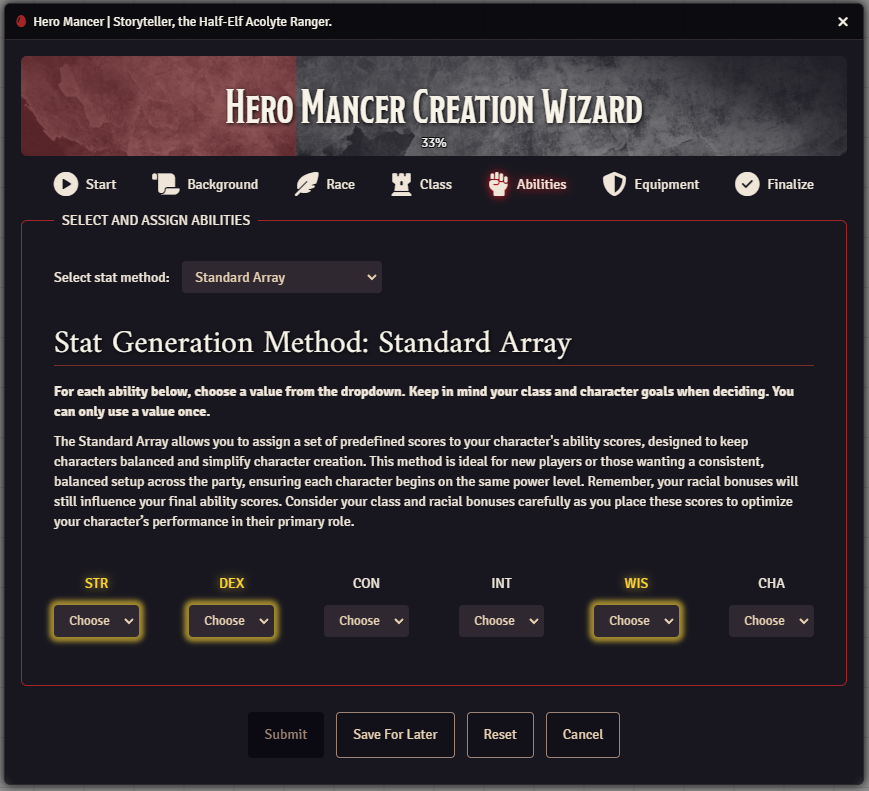 Hero Mancer | Storyteller, the Half-Elf Acolyte Ranger.
Hero Mancer Creation Wizard
33%
Start Background Race Class Abilities Equipment Finalize
SELECT AND ASSIGN ABILITIES
Select stat method: Standard Array
Stat Generation Method: Standard Array
For each ability below, choose a value from the dropdown. Keep in mind your class and character goals when deciding. You
can only use a value once.
The Standard Array allows you to assign a set of predefined scores to your character's ability scores, designed to keep
characters balanced and simplify character creation. This method is ideal for new players or those wanting a consistent,
balanced setup across the party, ensuring each character begins on the same power level. Remember, your racial bonuses will
still influence your final ability scores. Consider your class and racial bonuses carefully as you place these scores to optimize
your character's performance in their primary role.
STR DEX CON INT WIS CHA
Choose Choose Choose Choose Choose Choose
Submit Save For Later Reset Cancel